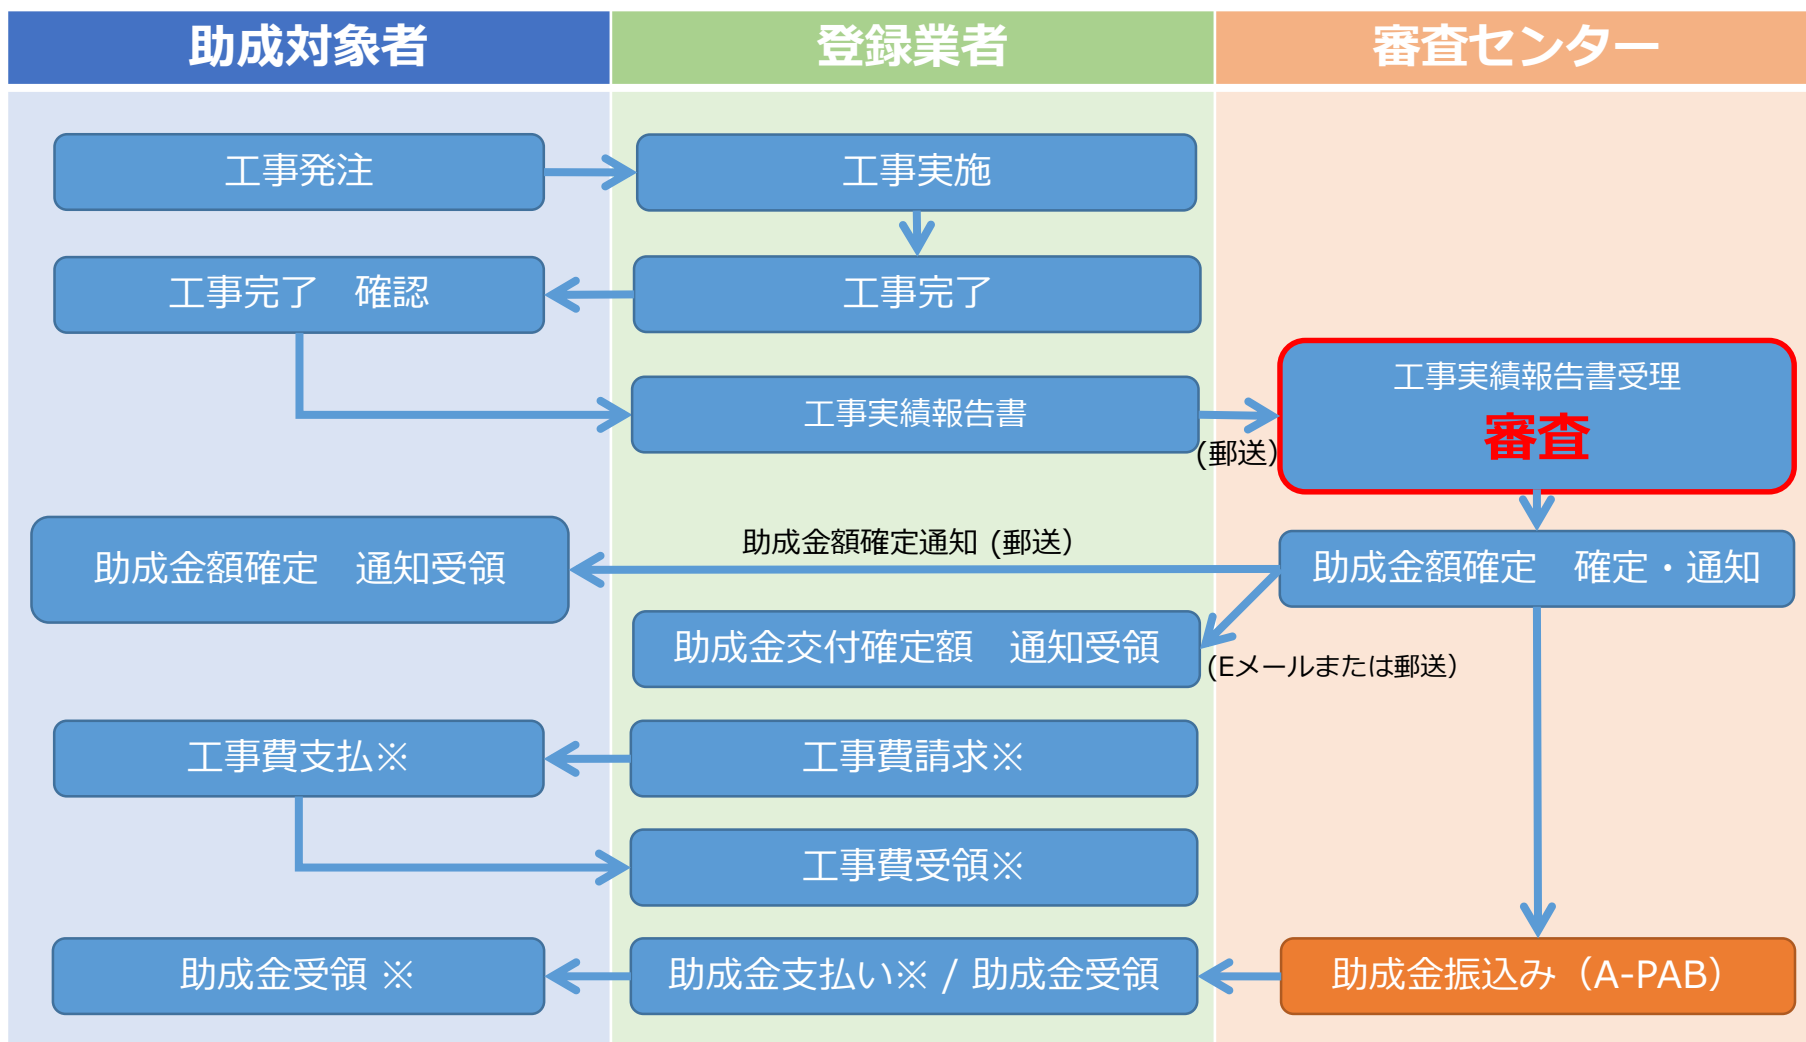 助成対象者
登録業者
審査センター
工事発注
工事実施
工事完了　確認
工事完了
工事実績報告書
(郵送）
工事実績報告書受理
審査
助成金額確定　通知受領
助成金額確定通知 (郵送）
助成金額確定　確定・通知
助成金交付確定額　通知受領
(Eメールまたは郵送）
工事費支払※
工事費請求※
工事費受領※
助成金受領 ※
助成金支払い※ / 助成金受領
助成金振込み（A-PAB）